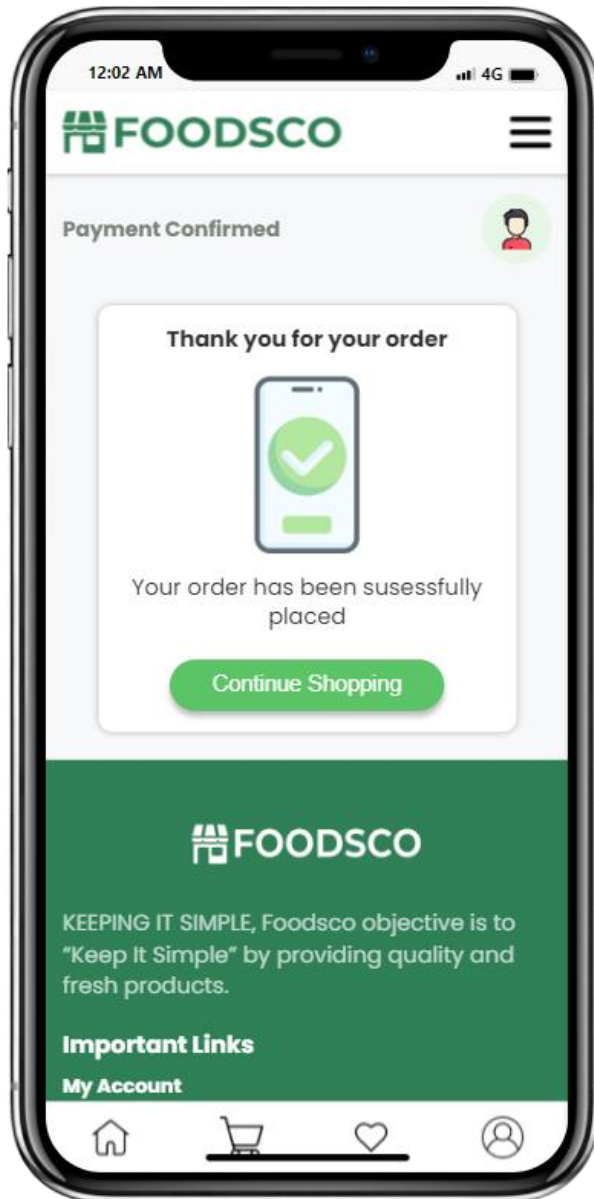 12:02 AM 4G
FOODSCO
Payment Confirmed
Thank you for your order
Your order has been susessfully
placed
Continue Shopping
FOODSCO
KEEPING IT SIMPLE, Foodsco objective is to
“Keep It Simple” by providing quality and
fresh products.
Important Links
My Account